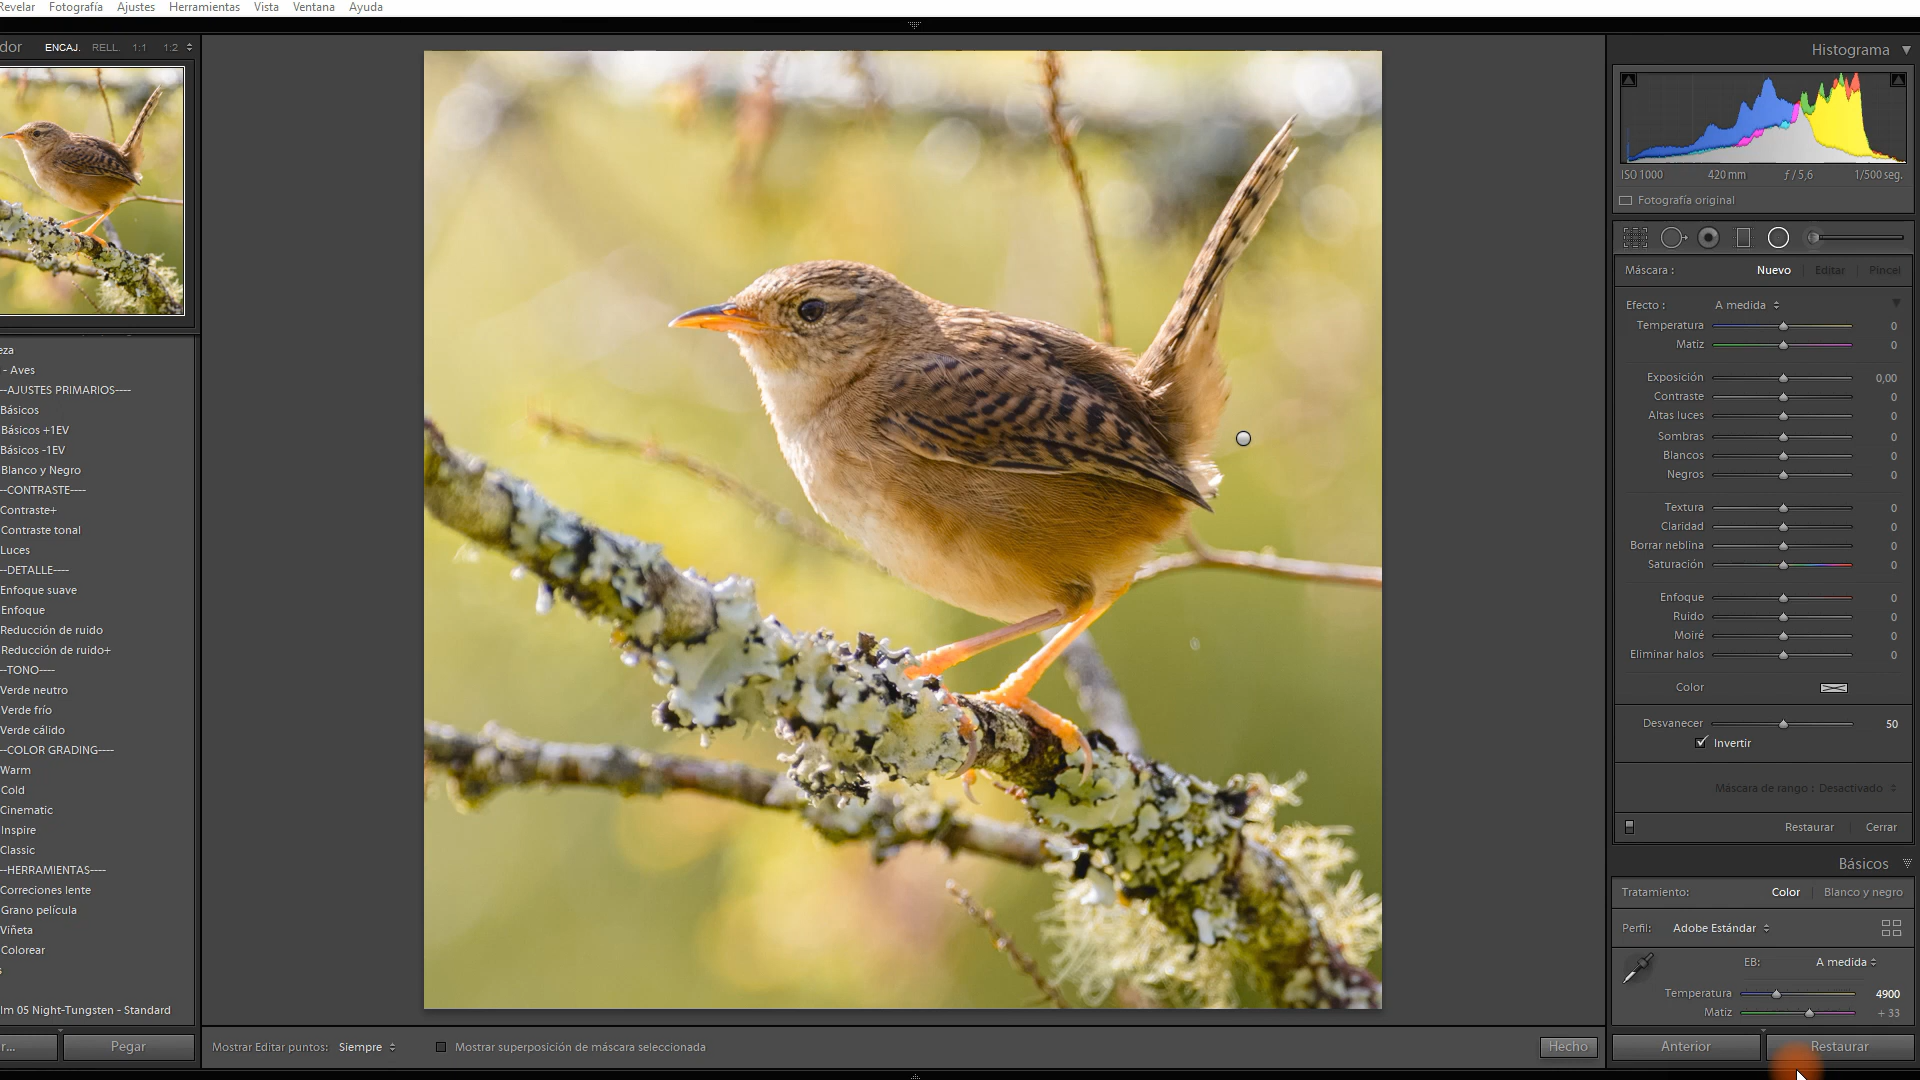 Revelar Fotografía Ajustes Herramientas Vista Ventana Ayuda
dor ENCAJ. RELL. 1:1 1:2
eza
- Aves
--AJUSTES PRIMARIOS----
Básicos
Básicos +1EV
Básicos -1EV
Blanco y Negro
--CONTRASTE----
Contraste+
Contraste tonal
Luces
--DETALLE----
Enfoque suave
Enfoque
Reducción de ruido
Reducción de ruido+
--TONO----
Verde neutro
Verde frío
Verde cálido
--COLOR GRADING----
Warm
Cold
Cinematic
Inspire
Classic
--HERRAMIENTAS----
Correciones lente
Grano película
Viñeta
Colorear
s
lm 05 Night-Tungsten - Standard
r... Pegar
Mostrar Editar puntos: Siempre Mostrar superposición de máscara seleccionada Hecho
Histograma
ISO 1000 420 mm ƒ / 5,6 1/500 seg.
Fotografía original
Máscara : Nuevo Editar Pincel
Efecto : A medida
Temperatura 0
Matiz 0
Exposición 0,00
Contraste 0
Altas luces 0
Sombras 0
Blancos 0
Negros 0
Textura 0
Claridad 0
Borrar neblina 0
Saturación 0
Enfoque 0
Ruido 0
Moiré 0
Eliminar halos 0
Color
Desvanecer 50
Invertir
Máscara de rango : Desactivado
Restaurar Cerrar
Básicos
Tratamiento: Color Blanco y negro
Perfil: Adobe Estándar
EB: A medida
Temperatura 4900
Matiz + 33
Anterior Restaurar